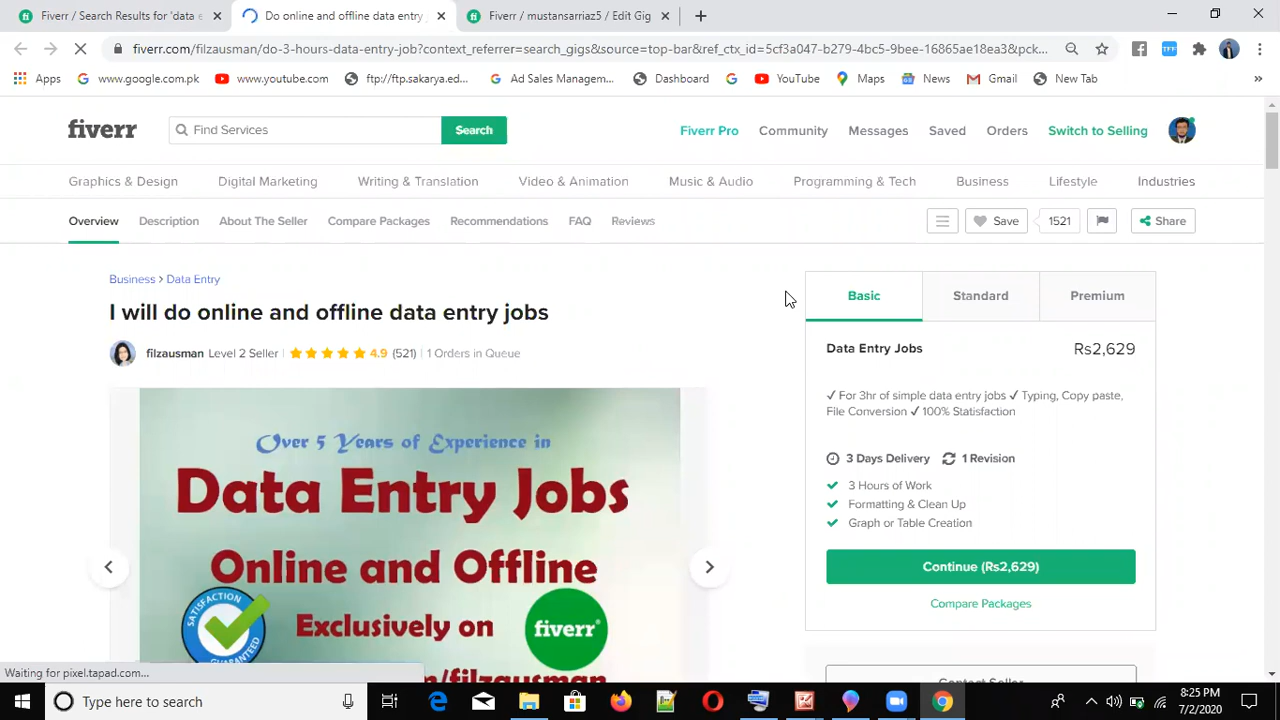 Fiverr / Search Results for 'data e
Do online and offline data entry
Fiverr / mustansarriaz5 / Edit Gig
fiverr.com/filzausman/do-3-hours-data-entry-job?context_referrer=search_gigs&source=top-bar&ref_ctx_id=5cf3a047-b279-4bc5-9bee-16865ae18ea3&pck...
Apps
www.google.com.pk
www.youtube.com
ftp://ftp.sakarya.ed...
Ad Sales Managem...
Dashboard
YouTube
Maps
News
Gmail
New Tab
fiverr
Find Services
Search
Fiverr Pro
Community
Messages
Saved
Orders
Switch to Selling
Graphics & Design
Digital Marketing
Writing & Translation
Video & Animation
Music & Audio
Programming & Tech
Business
Lifestyle
Industries
Overview
Description
About The Seller
Compare Packages
Recommendations
FAQ
Reviews
Save
1521
Share
Business > Data Entry
I will do online and offline data entry jobs
filzausman Level 2 Seller | 4.9 (521) | 1 Orders in Queue
Over 5 Years of Experience in
Data Entry Jobs
Online and Offline
SATISFACTION
GUARANTEED
Exclusively on
fiverr
Basic
Standard
Premium
Data Entry Jobs
Rs2,629
✓ For 3hr of simple data entry jobs ✓ Typing, Copy paste,
File Conversion ✓ 100% Statisfaction
3 Days Delivery
1 Revision
3 Hours of Work
Formatting & Clean Up
Graph or Table Creation
Continue (Rs2,629)
Compare Packages
Waiting for pixel.tapad.com...
Type here to search
8:25 PM
7/2/2020